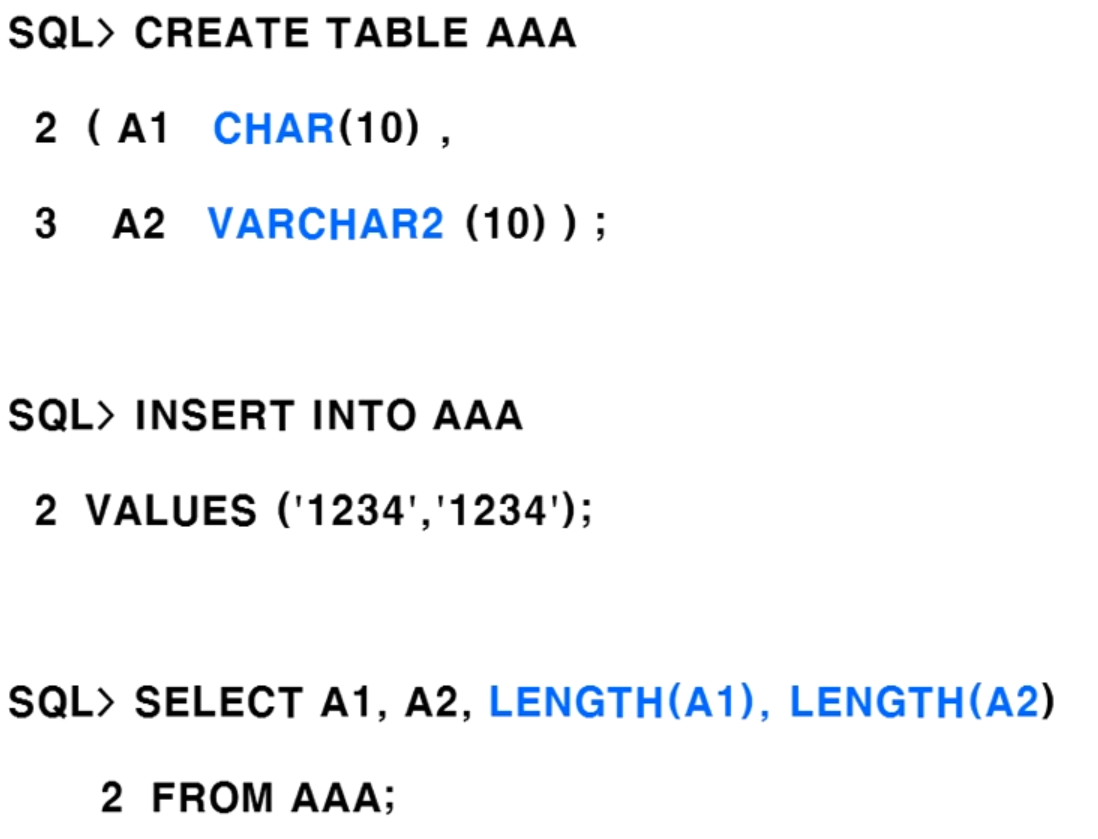 SQL> CREATE TABLE AAA
2 ( A1 CHAR(10) ,
3 A2 VARCHAR2 (10) ) ;
SQL> INSERT INTO AAA
2 VALUES ('1234','1234');
SQL> SELECT A1, A2, LENGTH(A1), LENGTH(A2)
2 FROM AAA;